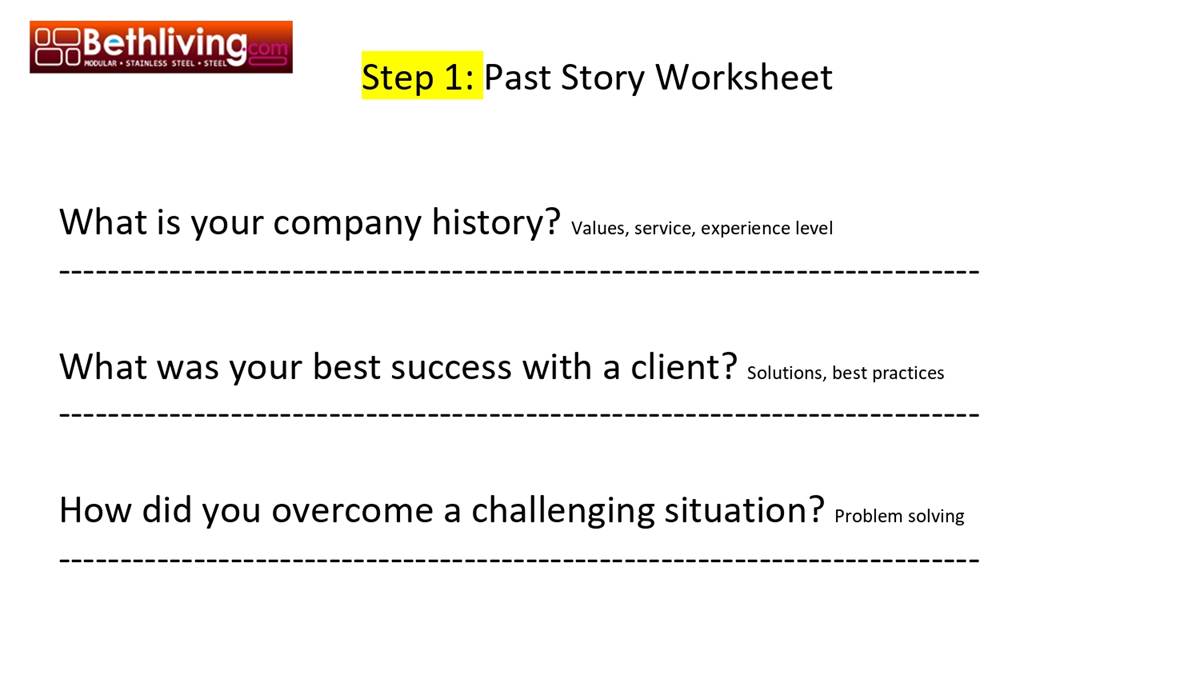 Bethliving.com
MODULAR • STAINLESS STEEL • STEEL
Step 1: Past Story Worksheet
What is your company history? Values, service, experience level
---------------------------------------------------------------------------
What was your best success with a client? Solutions, best practices
---------------------------------------------------------------------------
How did you overcome a challenging situation? Problem solving
---------------------------------------------------------------------------